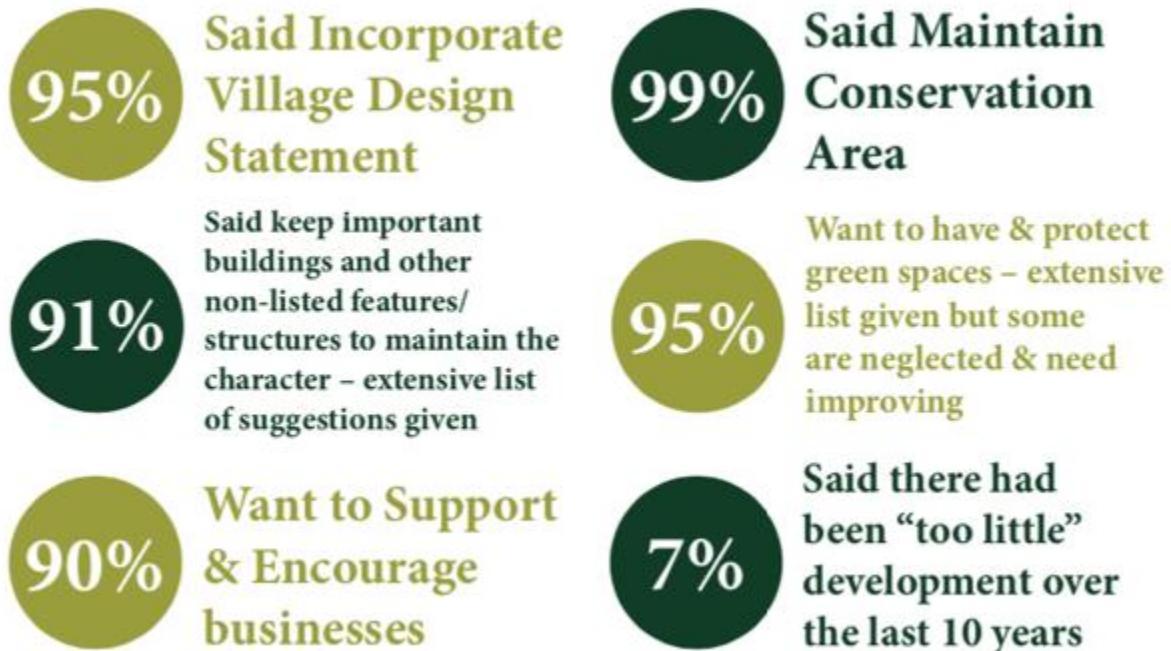 95%
Said Incorporate
Village Design
Statement
99%
Said Maintain
Conservation
Area
91%
Said keep important
buildings and other
non-listed features/
structures to maintain the
character – extensive list
of suggestions given
95%
Want to have & protect
green spaces – extensive
list given but some
are neglected & need
improving
90%
Want to Support
& Encourage
businesses
7%
Said there had
been “too little”
development over
the last 10 years